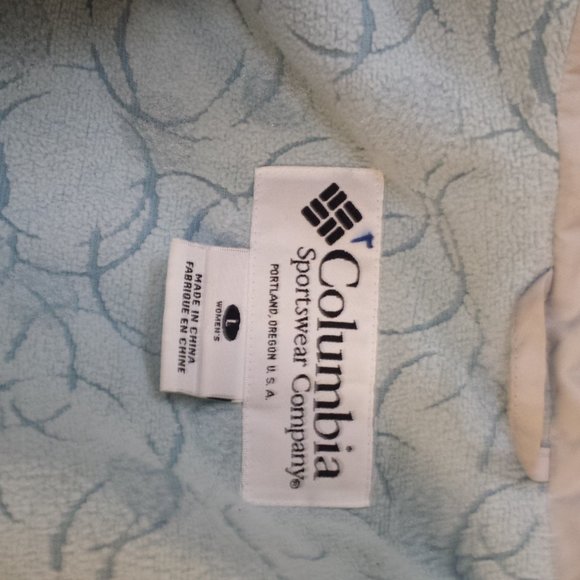 Columbia
Sportswear Company®
PORTLAND, OREGON U.S.A.
L
WOMEN'S
MADE IN CHINA
FABRIQUE EN CHINE